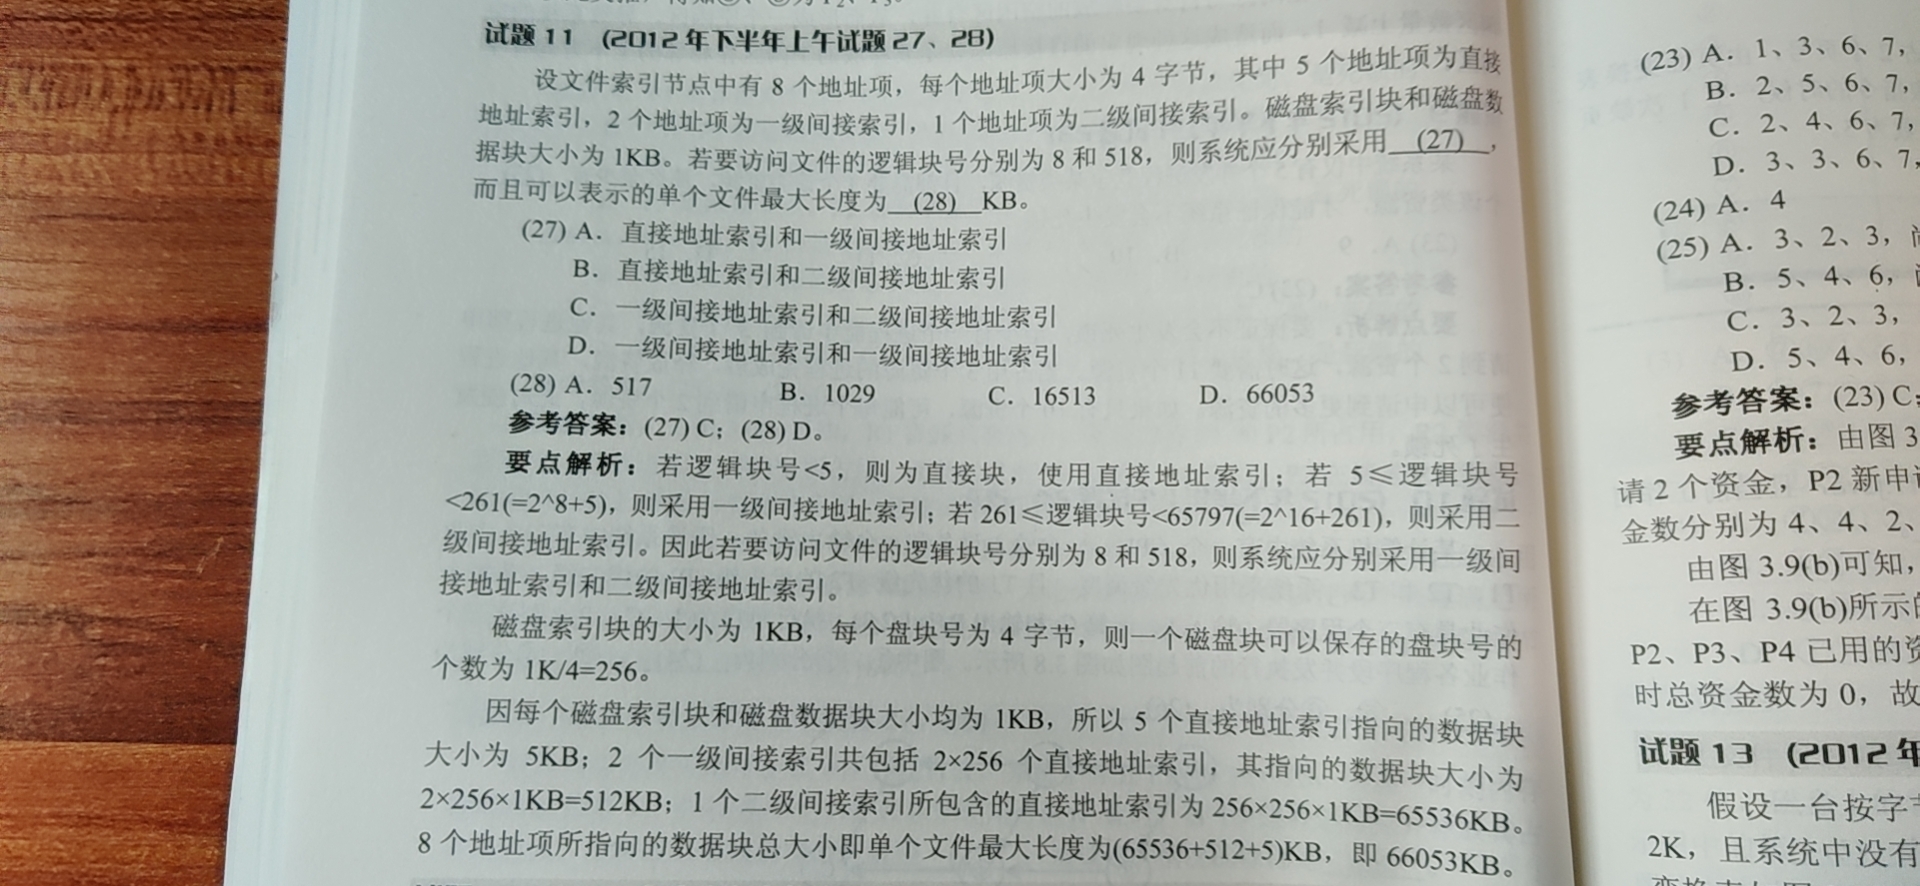 试题 11 (2012 年下半年上午试题 27、28)
设文件索引节点中有 8 个地址项，每个地址项大小为 4 字节，其中 5 个地址项为直接
地址索引，2 个地址项为一级间接索引，1 个地址项为二级间接索引。磁盘索引块和磁盘数
据块大小为 1KB。若要访问文件的逻辑块号分别为 8 和 518，则系统应分别采用 (27) ，
而且可以表示的单个文件最大长度为 (28) KB。
(27) A．直接地址索引和一级间接地址索引
B．直接地址索引和二级间接地址索引
C．一级间接地址索引和二级间接地址索引
D．一级间接地址索引和一级间接地址索引
(28) A．517 B．1029 C．16513 D．66053
参考答案：(27) C；(28) D。
要点解析：若逻辑块号<5，则为直接块，使用直接地址索引；若 5≤逻辑块号
<261(=2^8+5)，则采用一级间接地址索引；若 261≤逻辑块号<65797(=2^16+261)，则采用二
级间接地址索引。因此若要访问文件的逻辑块号分别为 8 和 518，则系统应分别采用一级间
接地址索引和二级间接地址索引。
磁盘索引块的大小为 1KB，每个盘块号为 4 字节，则一个磁盘块可以保存的盘块号的
个数为 1K/4=256。
因每个磁盘索引块和磁盘数据块大小均为 1KB，所以 5 个直接地址索引指向的数据块
大小为 5KB；2 个一级间接索引共包括 2×256 个直接地址索引，其指向的数据块大小为
2×256×1KB=512KB；1 个二级间接索引所包含的直接地址索引为 256×256×1KB=65536KB。
8 个地址项所指向的数据块总大小即单个文件最大长度为(65536+512+5)KB，即 66053KB。
(23) A．1、3、6、7，
B．2、5、6、7，
C．2、4、6、7，
D．3、3、6、7，
(24) A．4
(25) A．3、2、3，
B．5、4、6，
C．3、2、3，
D．5、4、6，
参考答案：(23) C；
要点解析：由图 3
请 2 个资金，P2 新申
金数分别为 4、4、2、
由图 3.9(b)可知，
在图 3.9(b)所示
P2、P3、P4 已用的资
时总资金数为 0，故
试题 13 (2012 年
假设一台按字
2K，且系统中没有